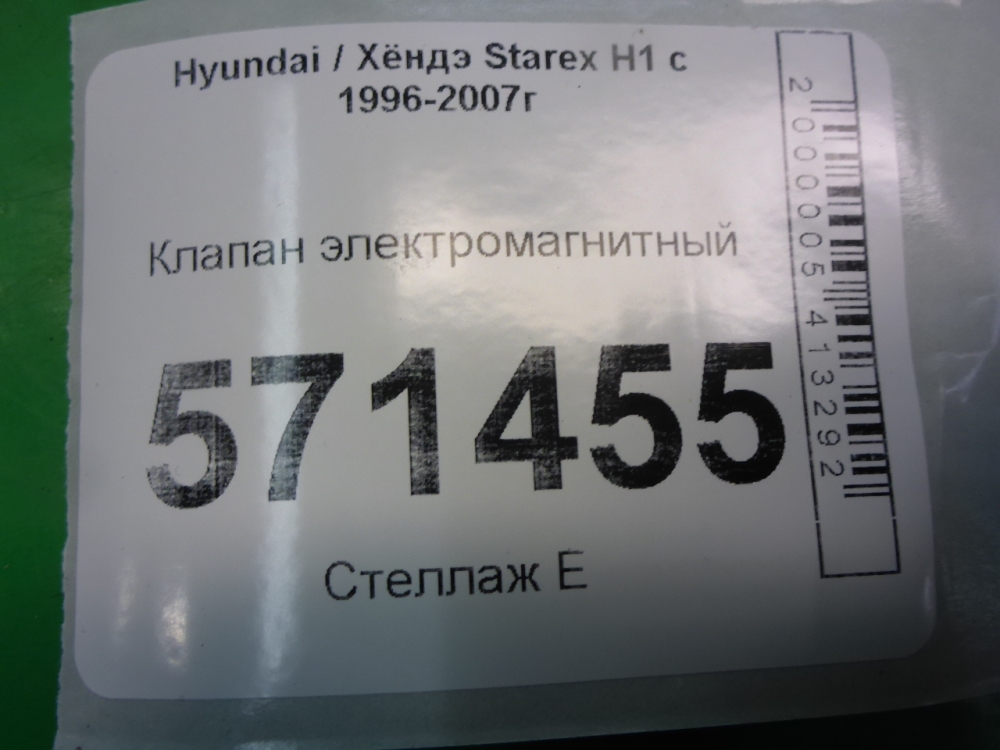 Hyundai / Хёндэ Starex H1 с
1996-2007г
Клапан электромагнитный
571455
Стеллаж Е
2000005413292